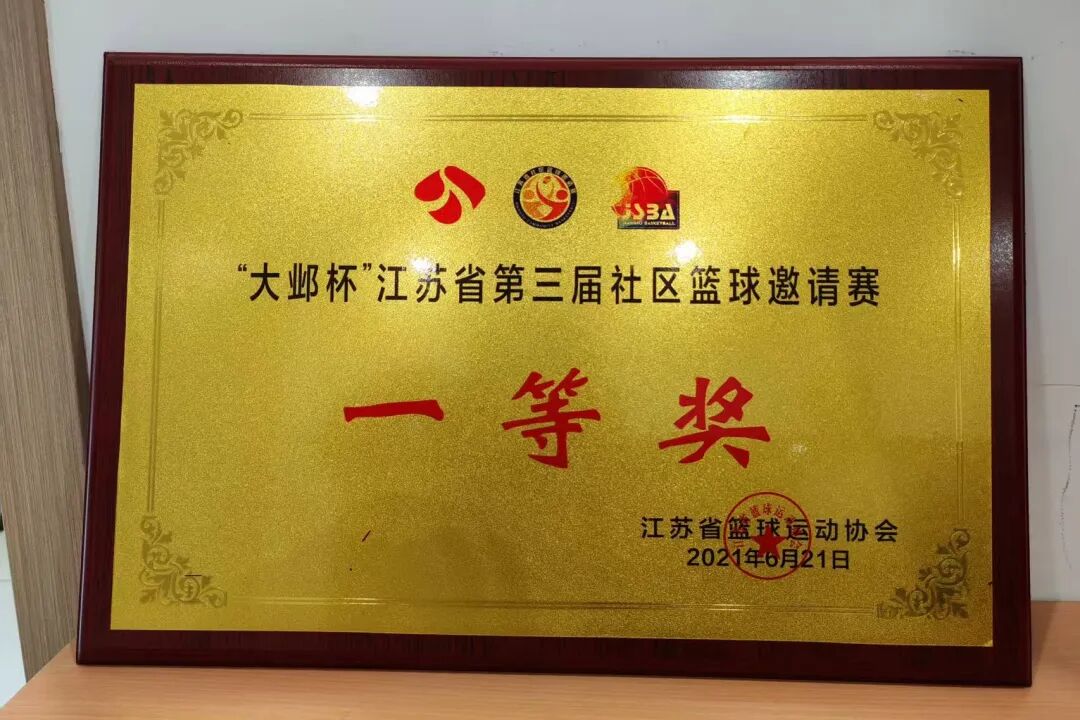 JSBA
"大邺杯"江苏省第三届社区篮球邀请赛
一等奖
江苏省篮球运动协会
2021年6月21日